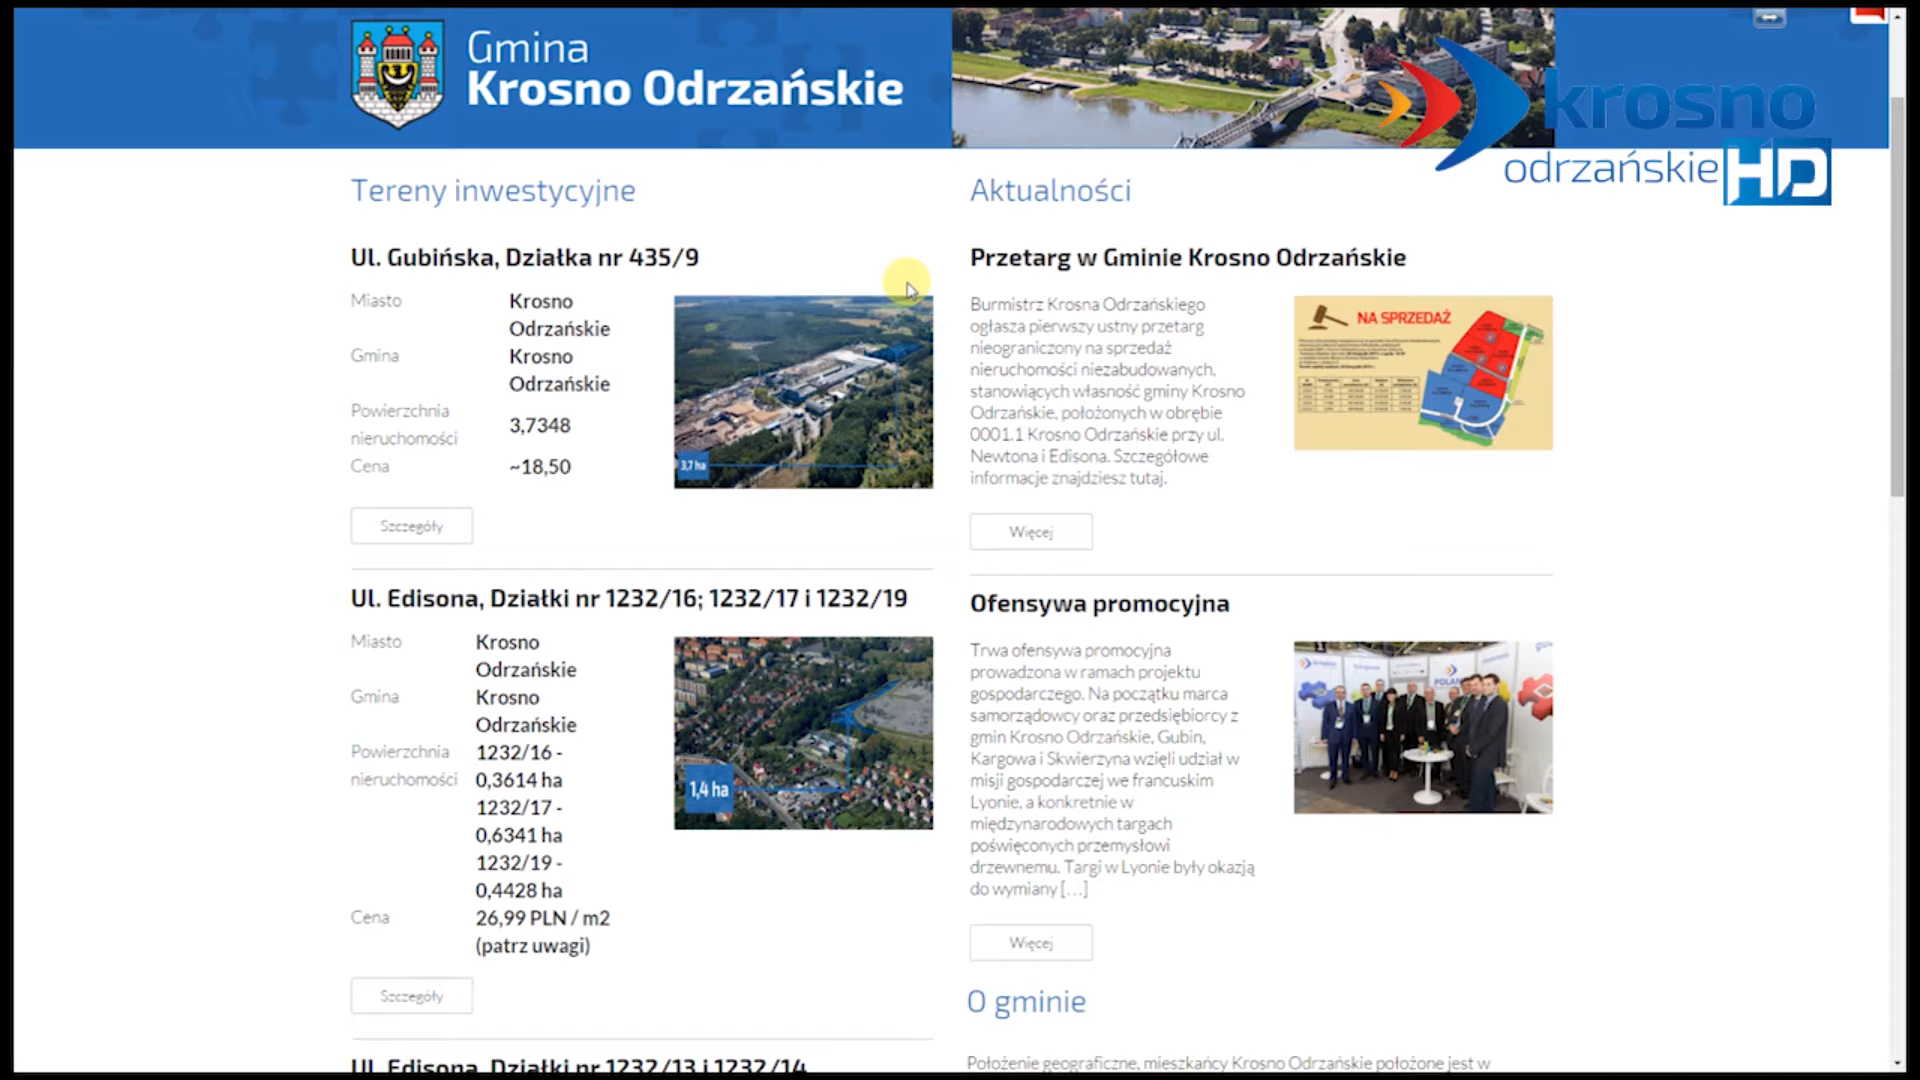 Gmina
Krosno Odrzańskie
krosno
odrzańskie HD
Tereny inwestycyjne
Ul. Gubińska, Działka nr 435/9
Miasto
Krosno
Odrzańskie
Gmina
Krosno
Odrzańskie
Powierzchnia
nieruchomości
3,7348
Cena
~18,50
3,7 ha
Szczegóły
Ul. Edisona, Działki nr 1232/16; 1232/17 i 1232/19
Miasto
Krosno
Odrzańskie
Gmina
Krosno
Odrzańskie
Powierzchnia
nieruchomości
1232/16 -
0,3614 ha
1232/17 -
0,6341 ha
1232/19 -
0,4428 ha
Cena
26,99 PLN / m2
(patrz uwagi)
1,4 ha
Szczegóły
Ul. Edisona, Działki nr 1232/13 i 1232/14
Aktualności
Przetarg w Gminie Krosno Odrzańskie
Burmistrz Krosna Odrzańskiego
ogłasza pierwszy ustny przetarg
nieograniczony na sprzedaż
nieruchomości niezabudowanych,
stanowiących własność gminy Krosno
Odrzańskie, położonych w obrębie
0001.1 Krosno Odrzańskie przy ul.
Newtona i Edisona. Szczegółowe
informacje znajdziesz tutaj.
NA SPRZEDAŻ
Więcej
Ofensywa promocyjna
Trwa ofensywa promocyjna
prowadzona w ramach projektu
gospodarczego. Na początku marca
samorządowcy oraz przedsiębiorcy z
gmin Krosno Odrzańskie, Gubin,
Kargowa i Skwierzyna wzięli udział w
misji gospodarczej we francuskim
Lyonie, a konkretnie w
międzynarodowych targach
poświęconych przemysłowi
drzewnemu. Targi w Lyonie były okazją
do wymiany [...]
Więcej
O gminie
Położenie geograficzne, mieszkańcy Krosno Odrzańskie położone jest w